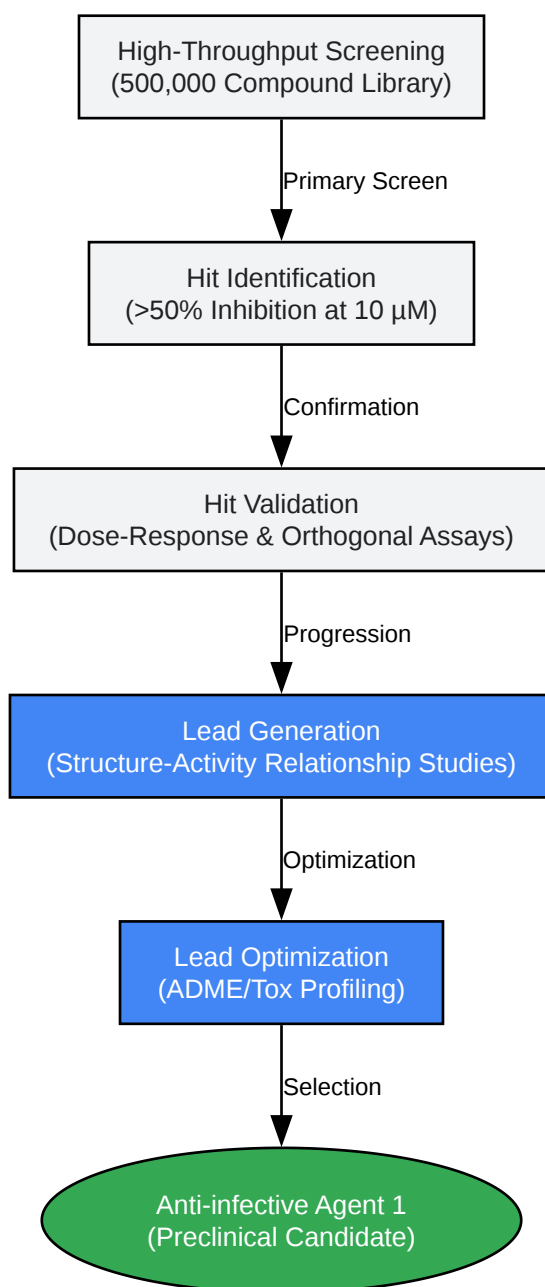 High-Throughput Screening
(500,000 Compound Library)
Primary Screen
Hit Identification
(>50% Inhibition at 10 µM)
Confirmation
Hit Validation
(Dose-Response & Orthogonal Assays)
Progression
Lead Generation
(Structure-Activity Relationship Studies)
Optimization
Lead Optimization
(ADME/Tox Profiling)
Selection
Anti-infective Agent 1
(Preclinical Candidate)